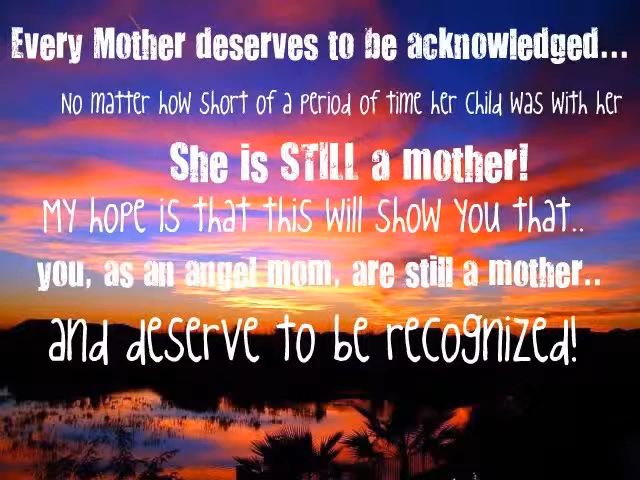 Every Mother deserves to be acknowledged...
No matter how short of a period of time her child was with her
She is STILL a mother!
My hope is that this will show you that..
you, as an angel mom, are still a mother..
and deserve to be recognized!